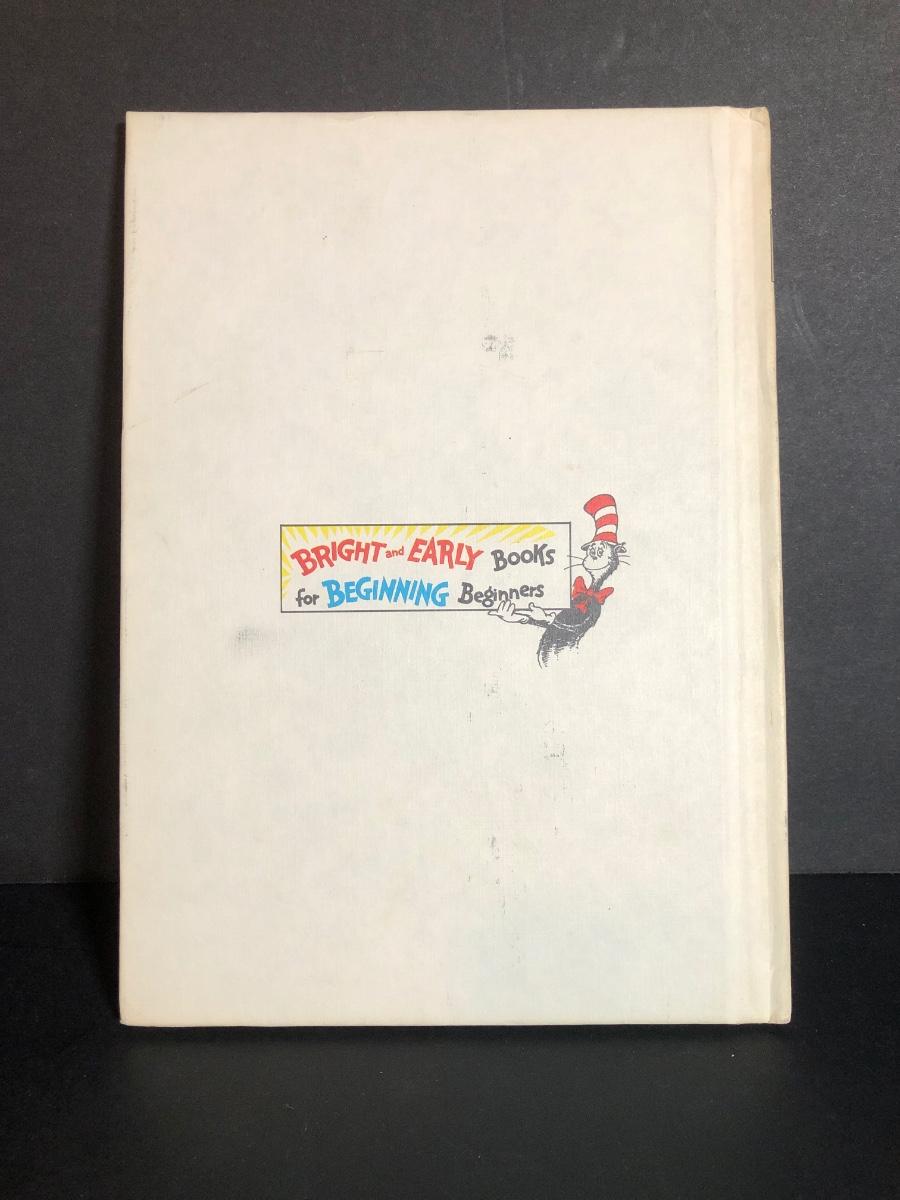 BRIGHT and EARLY Books
for BEGINNING Beginners